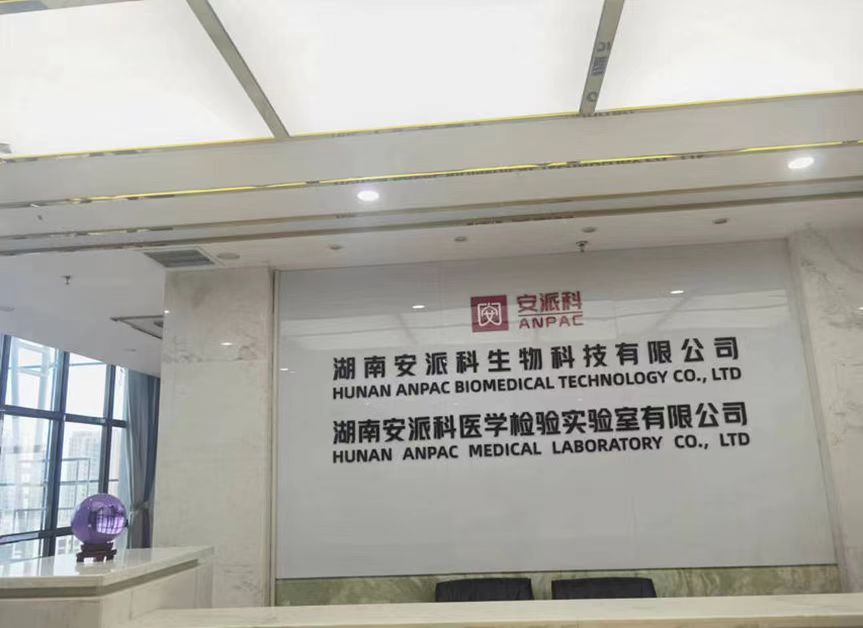 安派科
ANPAC
湖南安派科生物科技有限公司
HUNAN ANPAC BIOMEDICAL TECHNOLOGY CO., LTD
湖南安派科医学检验实验室有限公司
HUNAN ANPAC MEDICAL LABORATORY CO., LTD